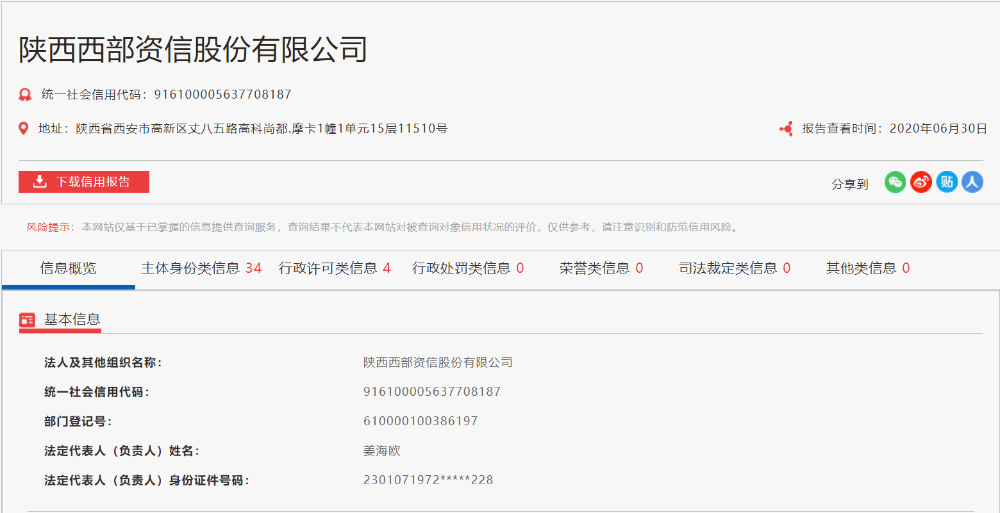 陕西西部资信股份有限公司
统一社会信用代码：916100005637708187
地址：陕西省西安市高新区丈八五路高科尚都.摩卡1幢1单元15层11510号
报告查看时间：2020年06月30日
下载信用报告
分享到
贴
人
风险提示：本网站仅基于已掌握的信息提供查询服务，查询结果不代表本网站对被查询对象信用状况的评价，仅供参考，请注意识别和防范信用风险。
信息概览 主体身份类信息 34 行政许可类信息 4 行政处罚类信息 0 荣誉类信息 0 司法裁定类信息 0 其他类信息 0
基本信息
法人及其他组织名称： 陕西西部资信股份有限公司
统一社会信用代码： 916100005637708187
部门登记号： 610000100386197
法定代表人（负责人）姓名： 姜海欧
法定代表人（负责人）身份证件号码： 2301071972*****228